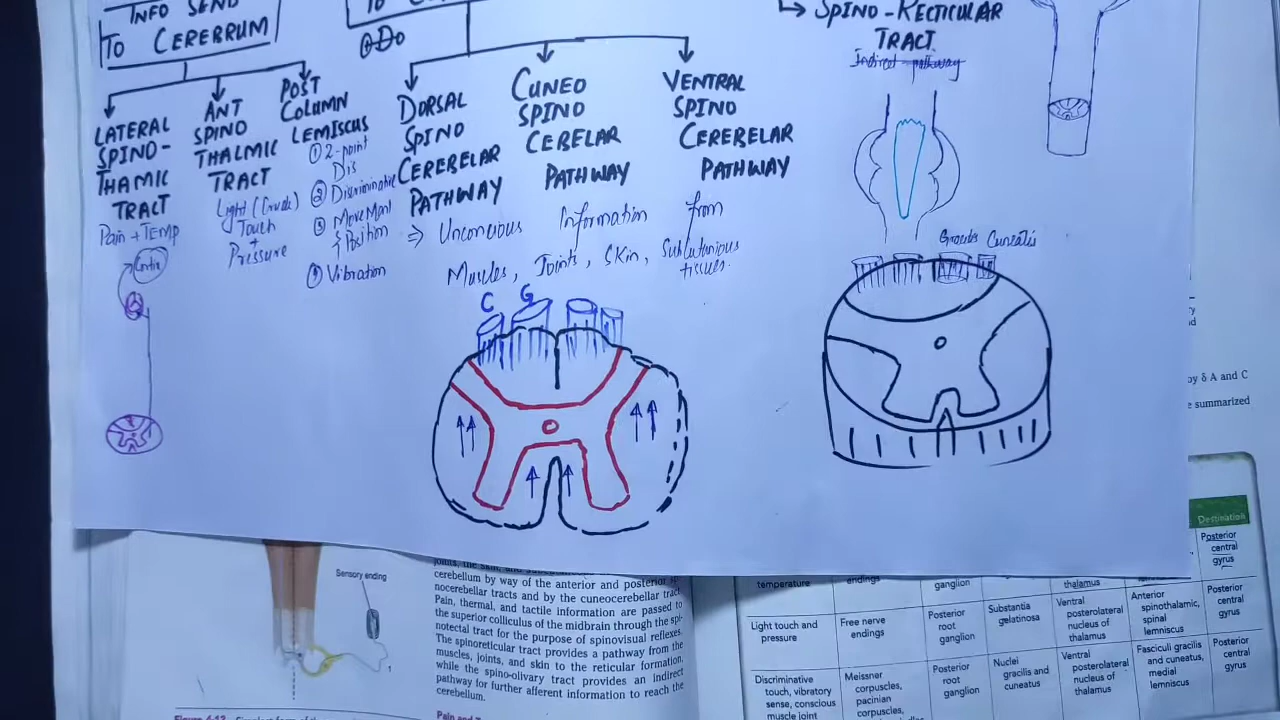 INFO SEND
TO CEREBRUM
SPINO-RECTICULAR
TRACT
Indirect pathway
LATERAL
SPINO-
THAMIC
TRACT
Pain + TEMP
Cortix
ANT
SPINO
THALMIC
TRACT
Light (Crude)
Touch
+
Pressure
POST
COLUMN
LEMISCUS
① 2-point
Dis
② Discriminative
③ MoveMant
& Position
④ Vibration
DORSAL
SPINO
CEREBELAR
PATHWAY
CUNEO
SPINO
CEBELAR
PATHWAY
VENTRAL
SPINO
CEREBELAR
PATHWAY
⇒ Unconcious Information from
Muscles, Joints, Skin, Subcutanious
tissues.
C G
Gracilis Cuneatis
by δ A and C
summarized
Sensory ending
1
cerebellum by way of the anterior and posterior
nocerebellar tracts and by the cuneocerebellar tract
Pain, thermal, and tactile information are passed to
the superior colliculus of the midbrain through the spi-
notectal tract for the purpose of spinovisual reflexes.
The spinoreticular tract provides a pathway from the
muscles, joints, and skin to the reticular formation,
while the spino-olivary tract provides an indirect
pathway for further afferent information to reach the
cerebellum.
Destination
temperature
endings
ganglion
thalamus
Posterior
central
gyrus
Light touch and
pressure
Free nerve
endings
Posterior
root
ganglion
Substantia
gelatinosa
Ventral
posterolateral
nucleus of
thalamus
Anterior
spinothalamic,
spinal
lemniscus
Posterior
central
gyrus
Discriminative
touch, vibratory
sense, conscious
muscle joint
Meissner
corpuscles,
pacinian
corpuscles,
Posterior
root
ganglion
Nuclei
gracilis and
cuneatus
Ventral
posterolateral
nucleus of
thalamus
Fasciculi gracilis
and cuneatus,
medial
lemniscus
Posterior
central
gyrus